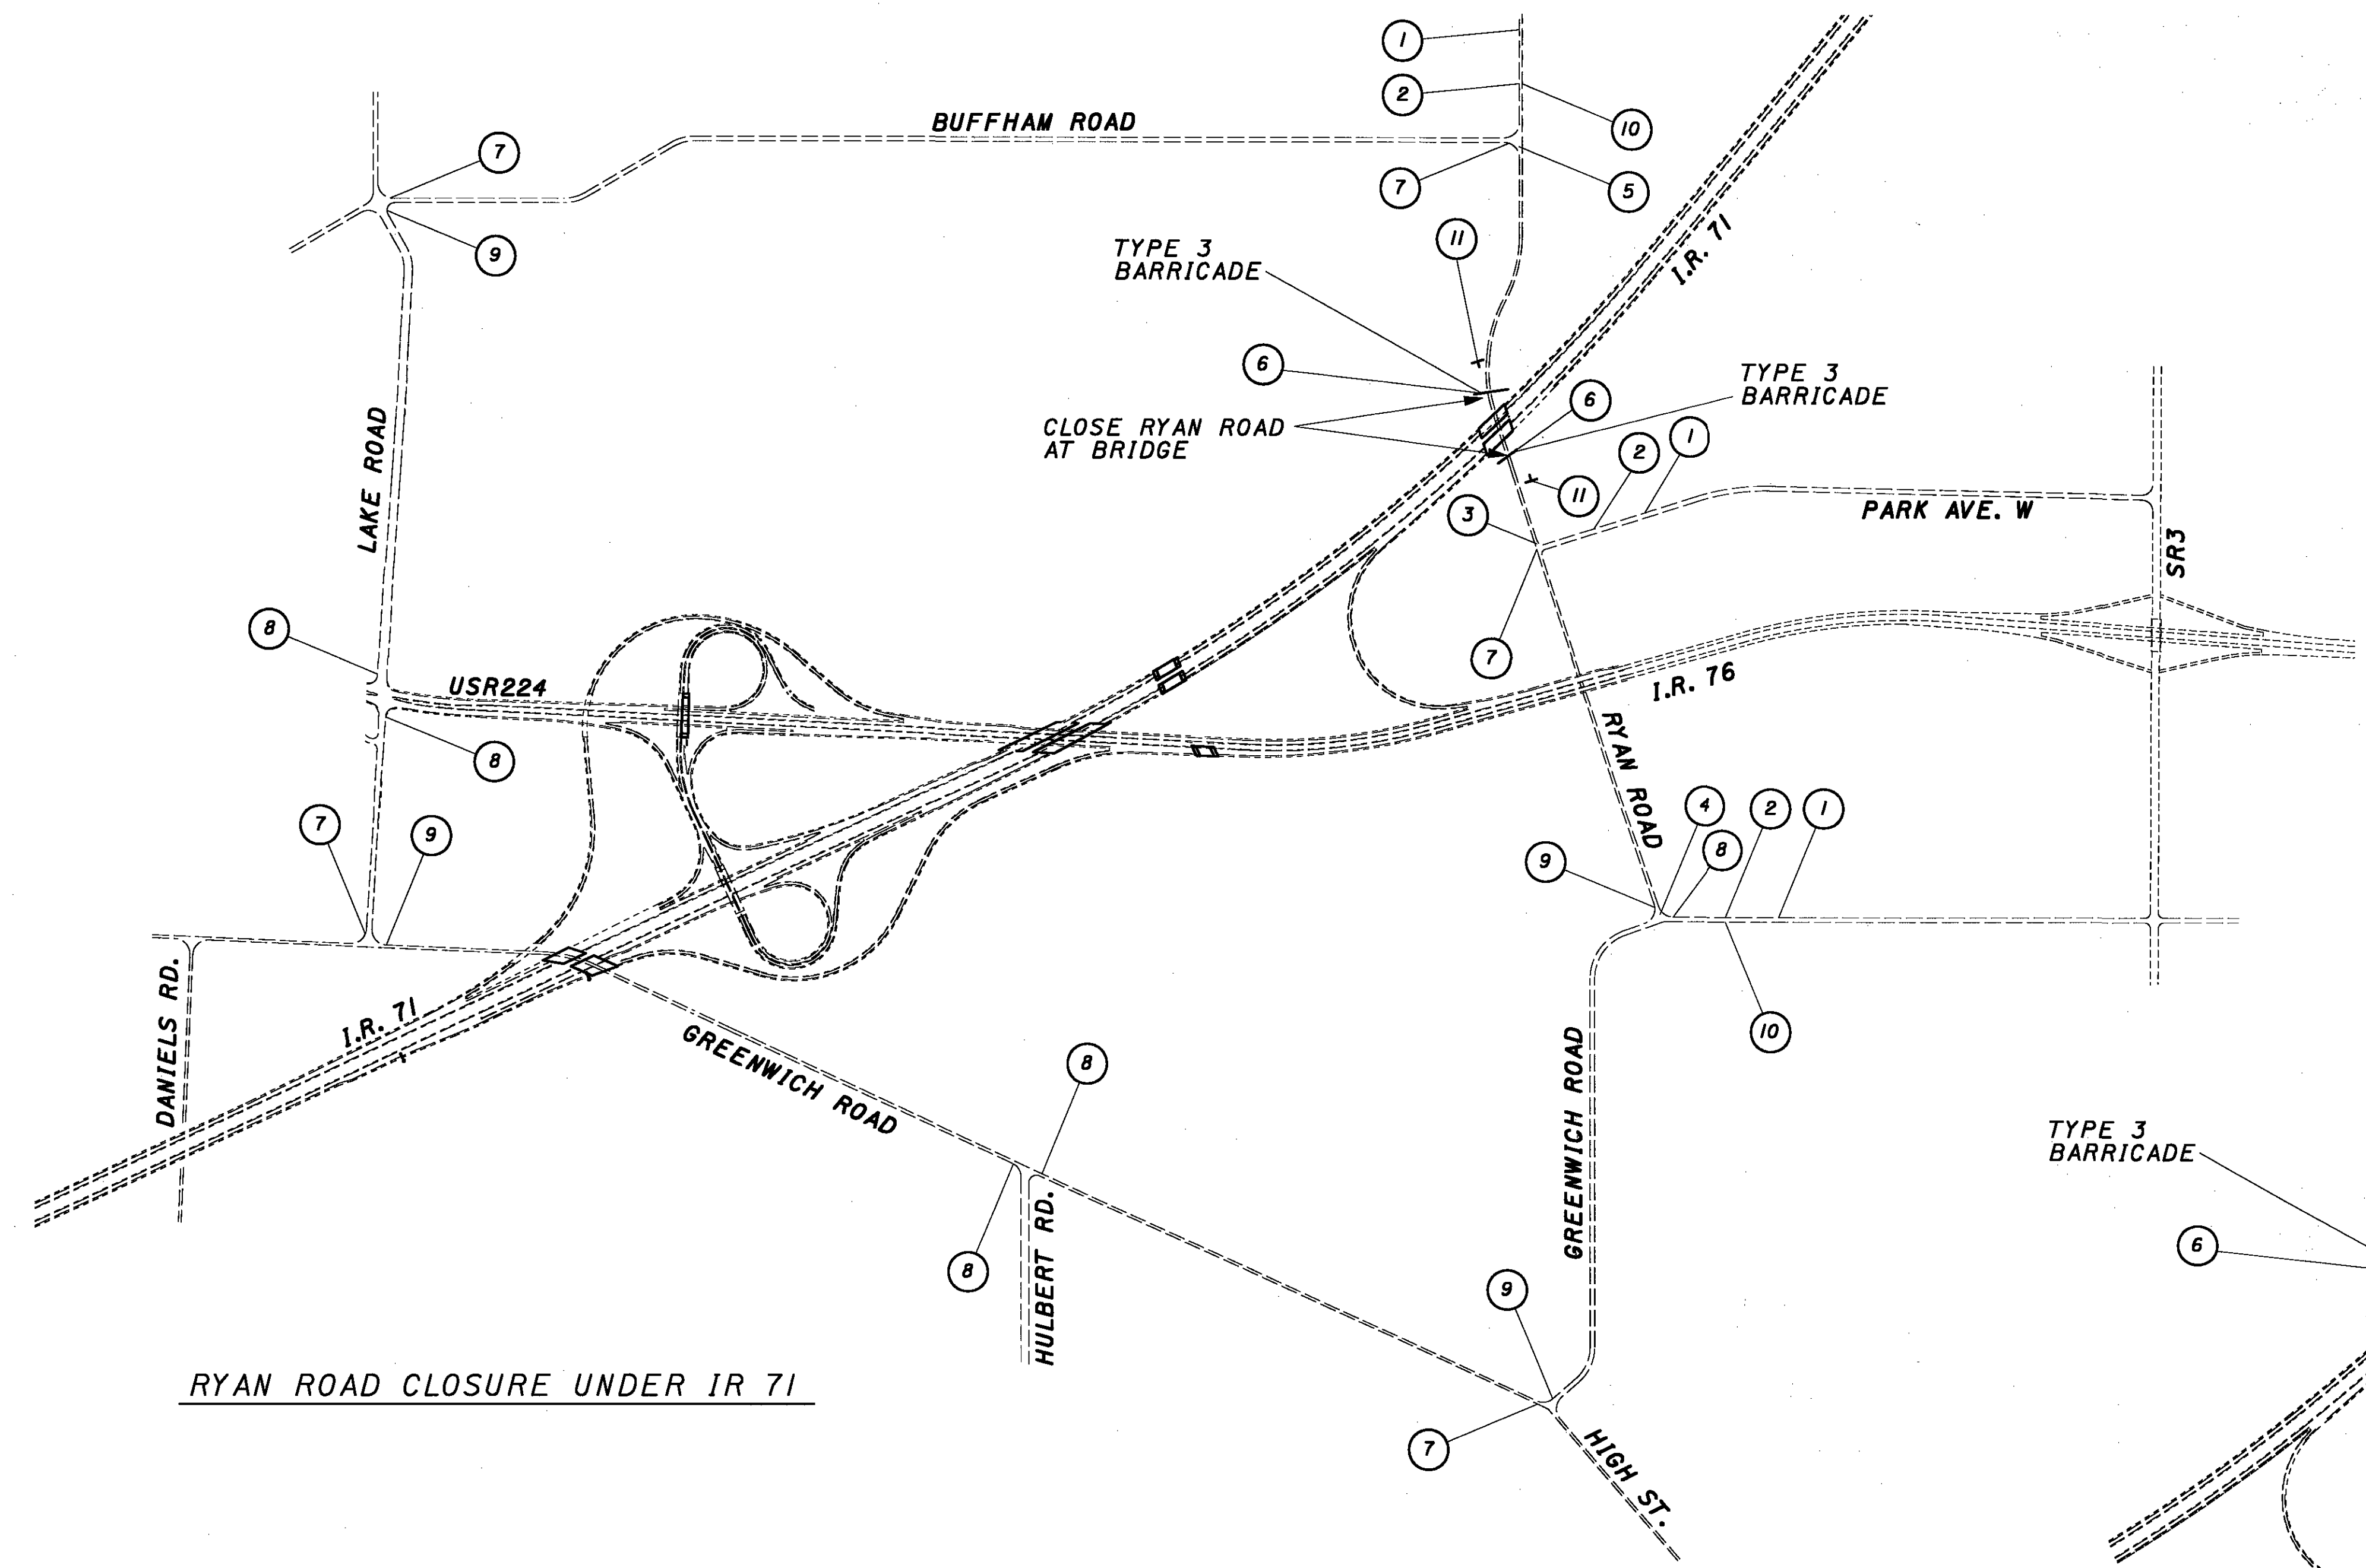 1
2
10
BUFFHAM ROAD
7
7
5
9
11
TYPE 3
BARRICADE
I.R. 71
6
TYPE 3
BARRICADE
6
CLOSE RYAN ROAD
AT BRIDGE
2
1
LAKE ROAD
11
3
PARK AVE. W
SR3
8
7
USR224
I.R. 76
8
RYAN ROAD
7
9
4
2
1
8
9
DANIELS RD.
I.R. 71
GREENWICH ROAD
10
8
GREENWICH ROAD
TYPE 3
BARRICADE
8
HULBERT RD.
6
9
RYAN ROAD CLOSURE UNDER IR 71
7
HIGH ST.